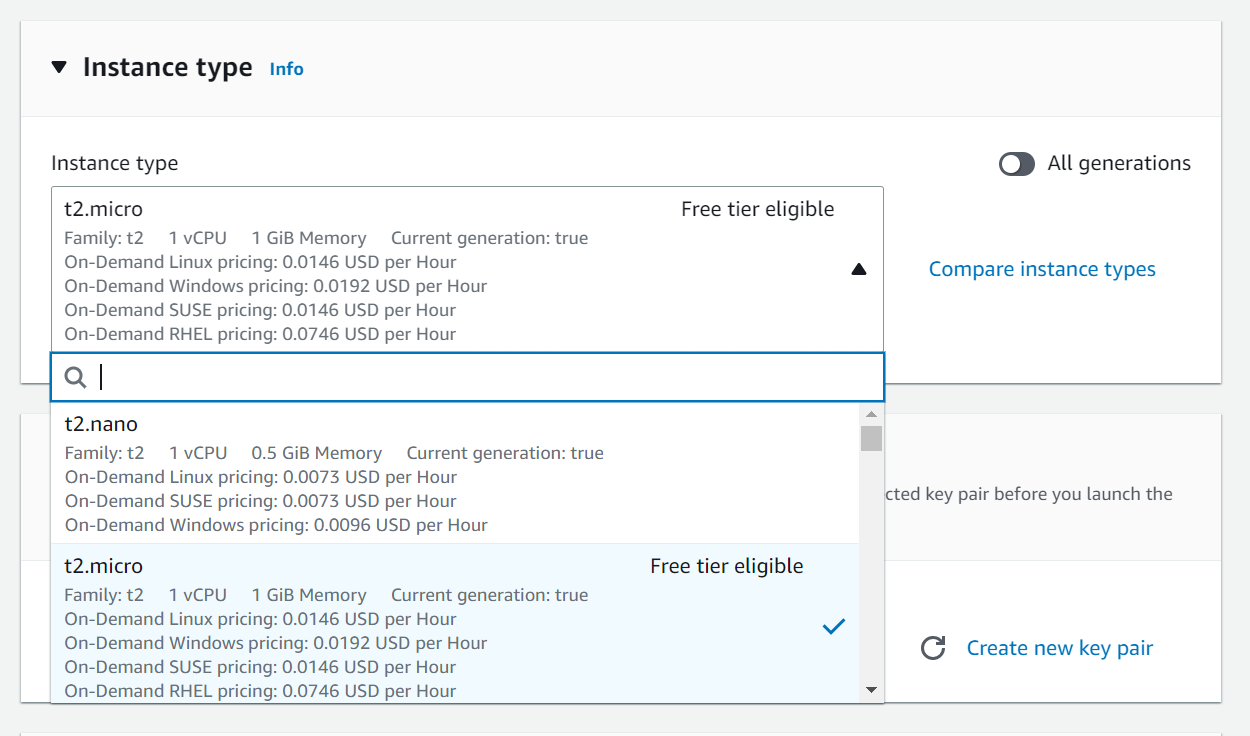 Instance type Info
Instance type
All generations
t2.micro Free tier eligible
Family: t2 1 vCPU 1 GiB Memory Current generation: true
On-Demand Linux pricing: 0.0146 USD per Hour
On-Demand Windows pricing: 0.0192 USD per Hour
On-Demand SUSE pricing: 0.0146 USD per Hour
On-Demand RHEL pricing: 0.0746 USD per Hour
Compare instance types
t2.nano
Family: t2 1 vCPU 0.5 GiB Memory Current generation: true
On-Demand Linux pricing: 0.0073 USD per Hour
On-Demand SUSE pricing: 0.0073 USD per Hour
On-Demand Windows pricing: 0.0096 USD per Hour
cted key pair before you launch the
t2.micro Free tier eligible
Family: t2 1 vCPU 1 GiB Memory Current generation: true
On-Demand Linux pricing: 0.0146 USD per Hour
On-Demand Windows pricing: 0.0192 USD per Hour
On-Demand SUSE pricing: 0.0146 USD per Hour
On-Demand RHEL pricing: 0.0746 USD per Hour
Create new key pair